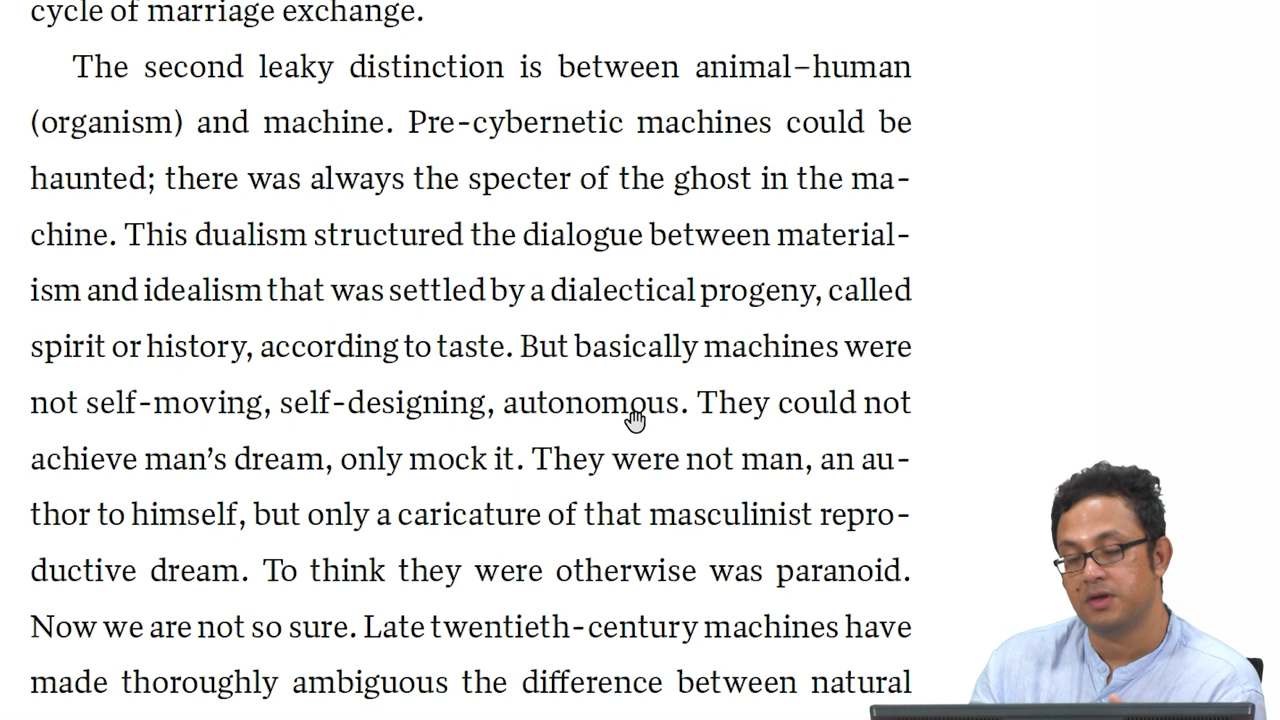 cycle of marriage exchange.
The second leaky distinction is between animal–human
(organism) and machine. Pre-cybernetic machines could be
haunted; there was always the specter of the ghost in the ma-
chine. This dualism structured the dialogue between material-
ism and idealism that was settled by a dialectical progeny, called
spirit or history, according to taste. But basically machines were
not self-moving, self-designing, autonomous. They could not
achieve man’s dream, only mock it. They were not man, an au-
thor to himself, but only a caricature of that masculinist repro-
ductive dream. To think they were otherwise was paranoid.
Now we are not so sure. Late twentieth-century machines have
made thoroughly ambiguous the difference between natural